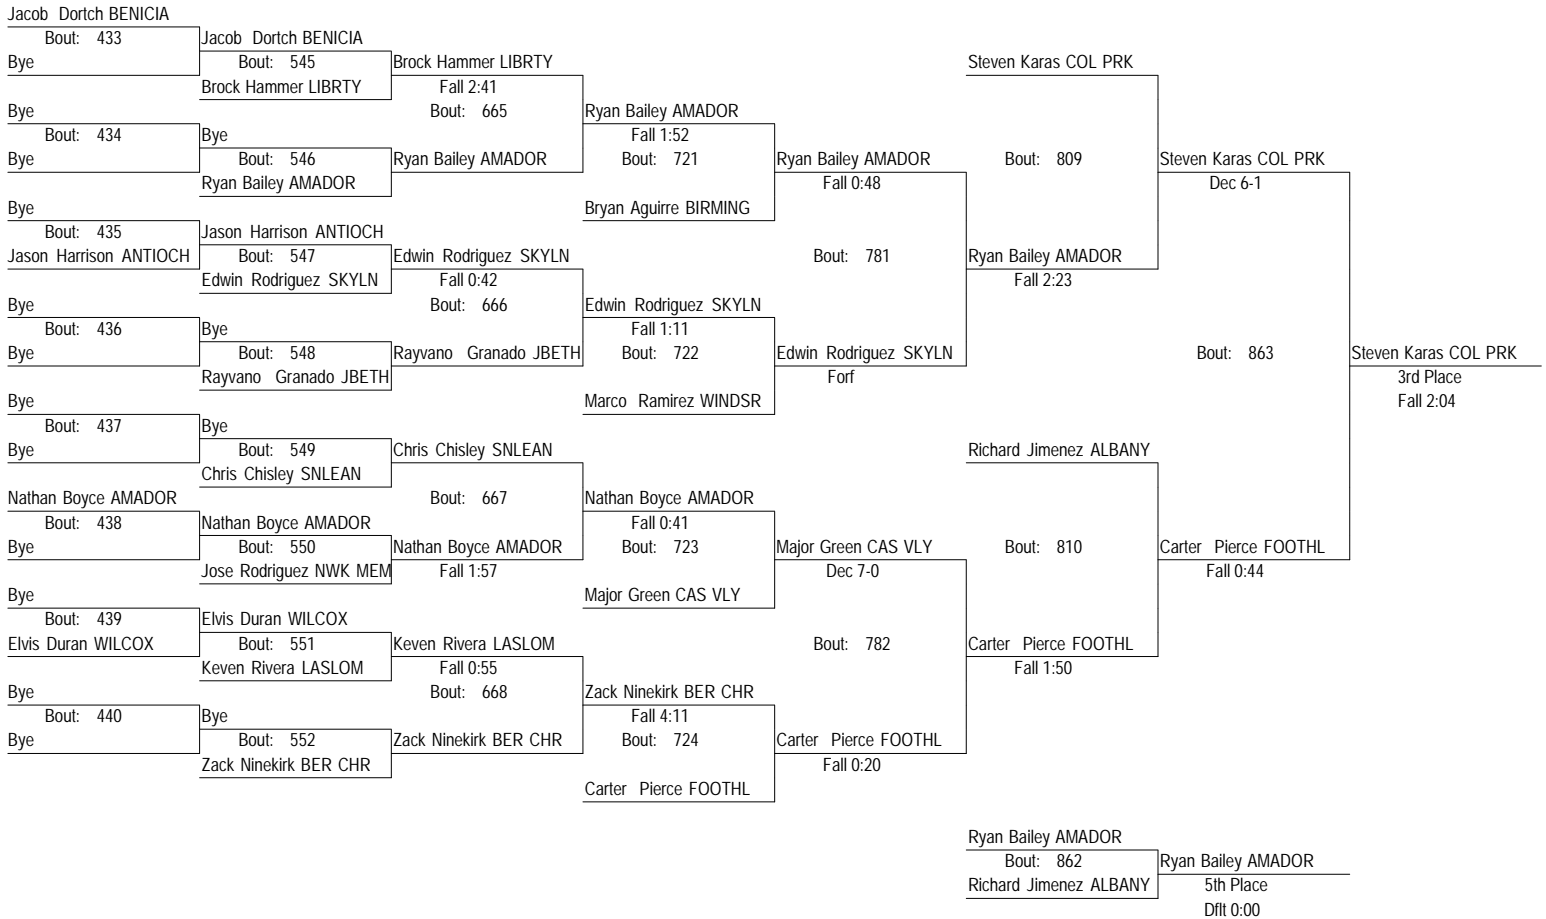 Jacob Dortch BENICIA
Bout: 433
Bye
Bye
Bout: 434
Bye
Bye
Bout: 435
Jason Harrison ANTIOCH
Bye
Bout: 436
Bye
Bye
Bout: 437
Bye
Nathan Boyce AMADOR
Bout: 438
Bye
Bye
Bout: 439
Elvis Duran WILCOX
Bye
Bout: 440
Bye
Jacob Dortch BENICIA
Bout: 545
Brock Hammer LIBRTY
Bye
Bout: 546
Ryan Bailey AMADOR
Jason Harrison ANTIOCH
Bout: 547
Edwin Rodriguez SKYLN
Bye
Bout: 548
Rayvano Granado JBETH
Bye
Bout: 549
Chris Chisley SNLEAN
Nathan Boyce AMADOR
Bout: 550
Jose Rodriguez NWK MEM
Elvis Duran WILCOX
Bout: 551
Keven Rivera LASLOM
Bye
Bout: 552
Zack Ninekirk BER CHR
Brock Hammer LIBRTY
Fall 2:41
Bout: 665
Ryan Bailey AMADOR
Edwin Rodriguez SKYLN
Fall 0:42
Bout: 666
Rayvano Granado JBETH
Chris Chisley SNLEAN
Bout: 667
Nathan Boyce AMADOR
Fall 1:57
Keven Rivera LASLOM
Fall 0:55
Bout: 668
Zack Ninekirk BER CHR
Ryan Bailey AMADOR
Fall 1:52
Bout: 721
Bryan Aguirre BIRMING
Edwin Rodriguez SKYLN
Fall 1:11
Bout: 722
Marco Ramirez WINDSR
Nathan Boyce AMADOR
Fall 0:41
Bout: 723
Major Green CAS VLY
Zack Ninekirk BER CHR
Fall 4:11
Bout: 724
Carter Pierce FOOTHL
Ryan Bailey AMADOR
Fall 0:48
Bout: 781
Edwin Rodriguez SKYLN
Forf
Major Green CAS VLY
Dec 7-0
Bout: 782
Carter Pierce FOOTHL
Fall 0:20
Steven Karas COL PRK
Bout: 809
Ryan Bailey AMADOR
Fall 2:23
Richard Jimenez ALBANY
Bout: 810
Carter Pierce FOOTHL
Fall 1:50
Steven Karas COL PRK
Dec 6-1
Bout: 863
Carter Pierce FOOTHL
Fall 0:44
Steven Karas COL PRK
3rd Place
Fall 2:04
Ryan Bailey AMADOR
Bout: 862
Richard Jimenez ALBANY
Ryan Bailey AMADOR
5th Place
Dflt 0:00